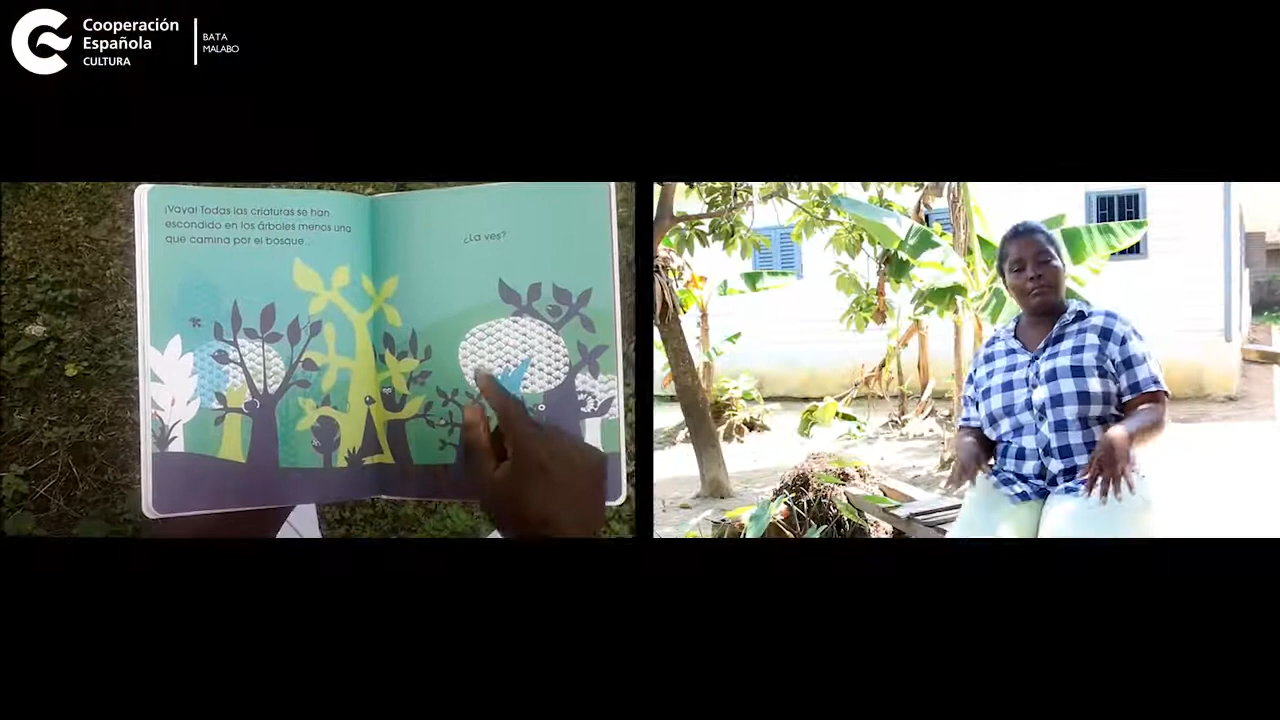 Cooperación
Española
CULTURA
BATA
MALABO
¡Vaya! Todas las criaturas se han
escondido en los árboles menos una
que camina por el bosque...
¿La ves?